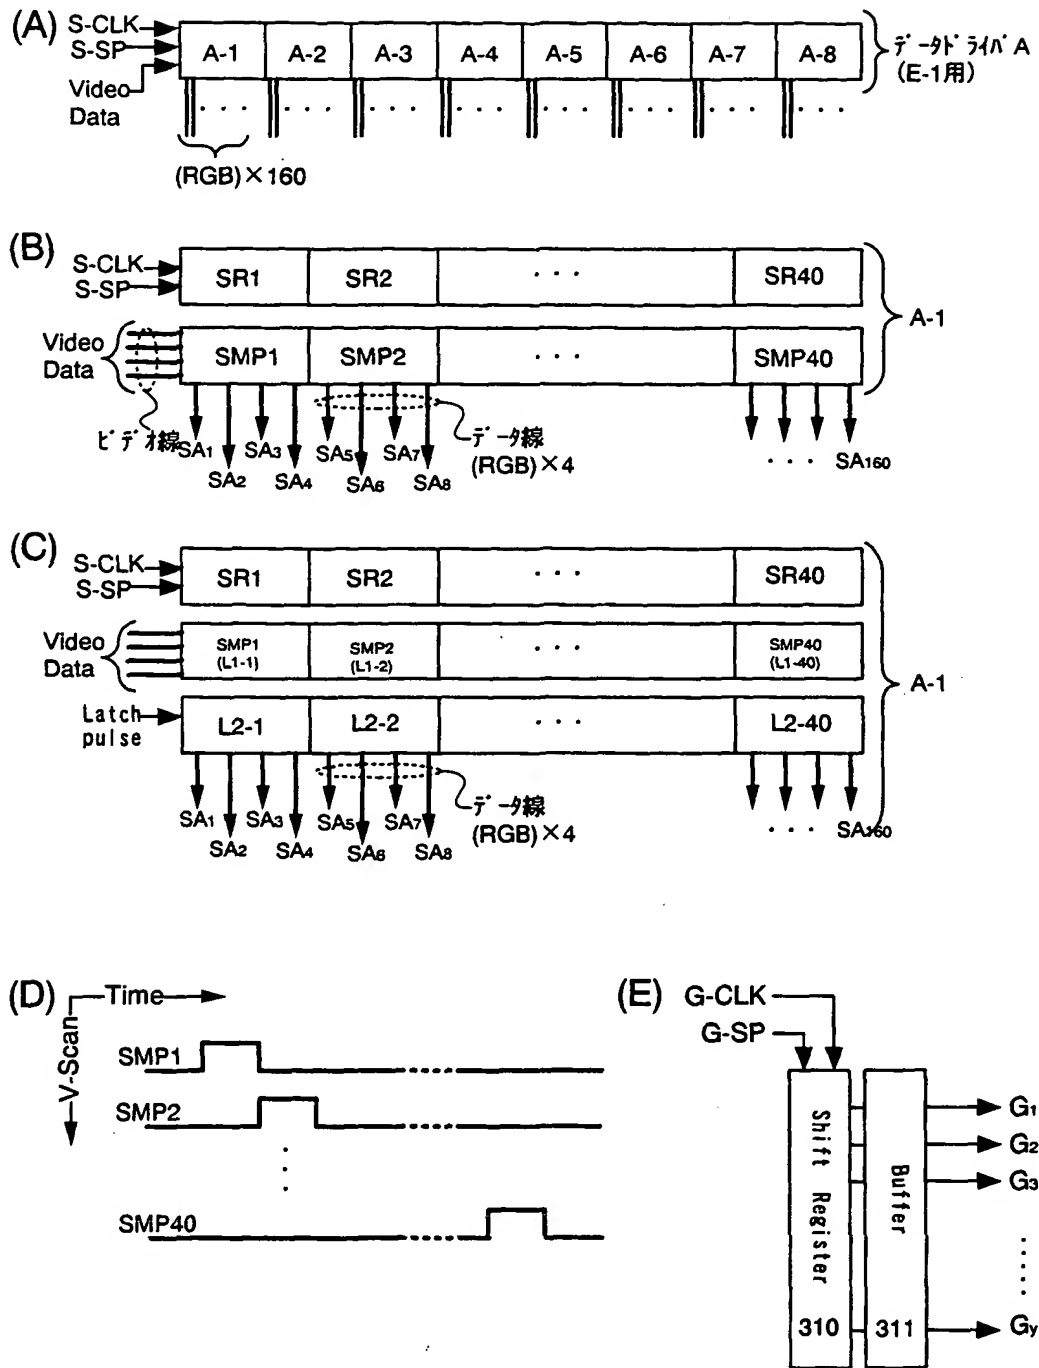 (A)
S-CLK
S-SP
Video
Data
A-1 A-2 A-3 A-4 A-5 A-6 A-7 A-8
データドライバ A
(E-1用)
. . . . . . . . . . . . . . . . . . . . . . . .
(RGB)×160
(B)
S-CLK
S-SP
SR1 SR2 . . . SR40
Video
Data
SMP1 SMP2 . . . SMP40
A-1
ビデオ線
SA1 SA3 SA5 SA7
SA2 SA4 SA6 SA8
データ線
(RGB)×4
. . . SA160
(C)
S-CLK
S-SP
SR1 SR2 . . . SR40
Video
Data
SMP1 SMP2 . . . SMP40
(L1-1) (L1-2) (L1-40)
A-1
Latch
pulse
L2-1 L2-2 . . . L2-40
SA1 SA3 SA5 SA7
SA2 SA4 SA6 SA8
データ線
(RGB)×4
. . . SA160
(D)
Time
V-Scan
SMP1
SMP2
. . .
SMP40
(E)
G-CLK
G-SP
Shift Register
310
Buffer
311
G1
G2
G3
. . . . .
Gy